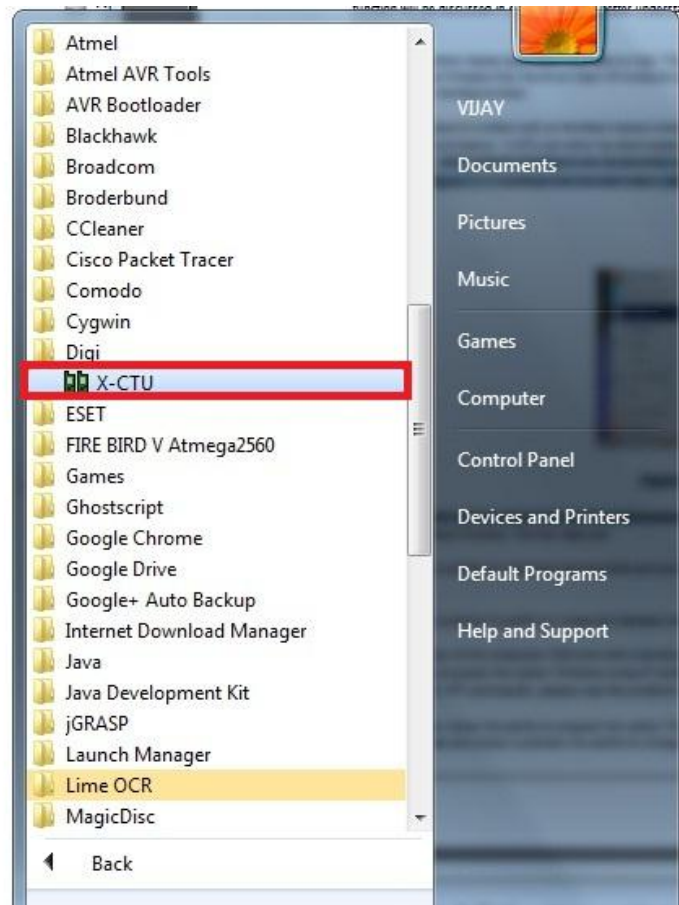 Atmel
Atmel AVR Tools
AVR Bootloader
Blackhawk
Broadcom
Broderbund
CCleaner
Cisco Packet Tracer
Comodo
Cygwin
Digi
X-CTU
ESET
FIRE BIRD V Atmega2560
Games
Ghostscript
Google Chrome
Google Drive
Google+ Auto Backup
Internet Download Manager
Java
Java Development Kit
jGRASP
Launch Manager
Lime OCR
MagicDisc
Back
VIJAY
Documents
Pictures
Music
Games
Computer
Control Panel
Devices and Printers
Default Programs
Help and Support